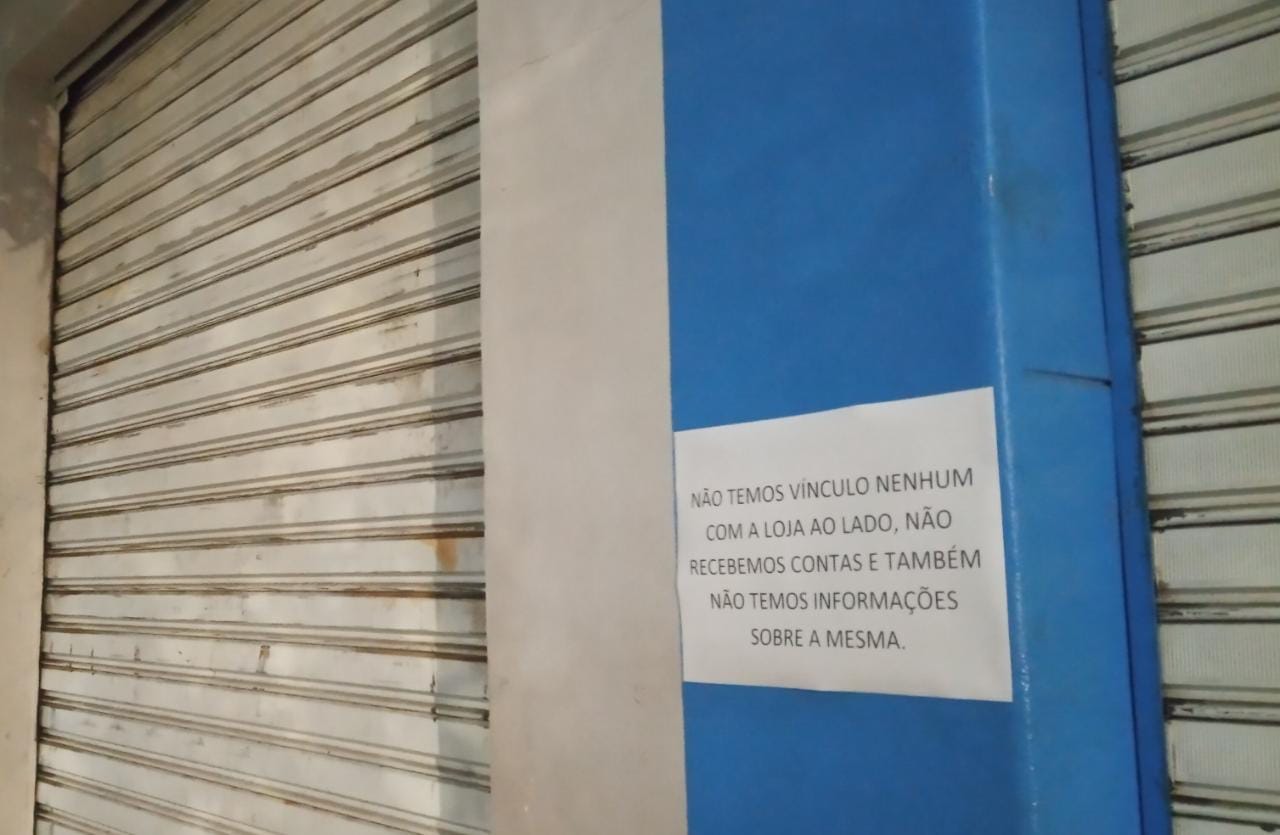 NÃO TEMOS VÍNCULO NENHUM
COM A LOJA AO LADO, NÃO
RECEBEMOS CONTAS E TAMBÉM
NÃO TEMOS INFORMAÇÕES
SOBRE A MESMA.